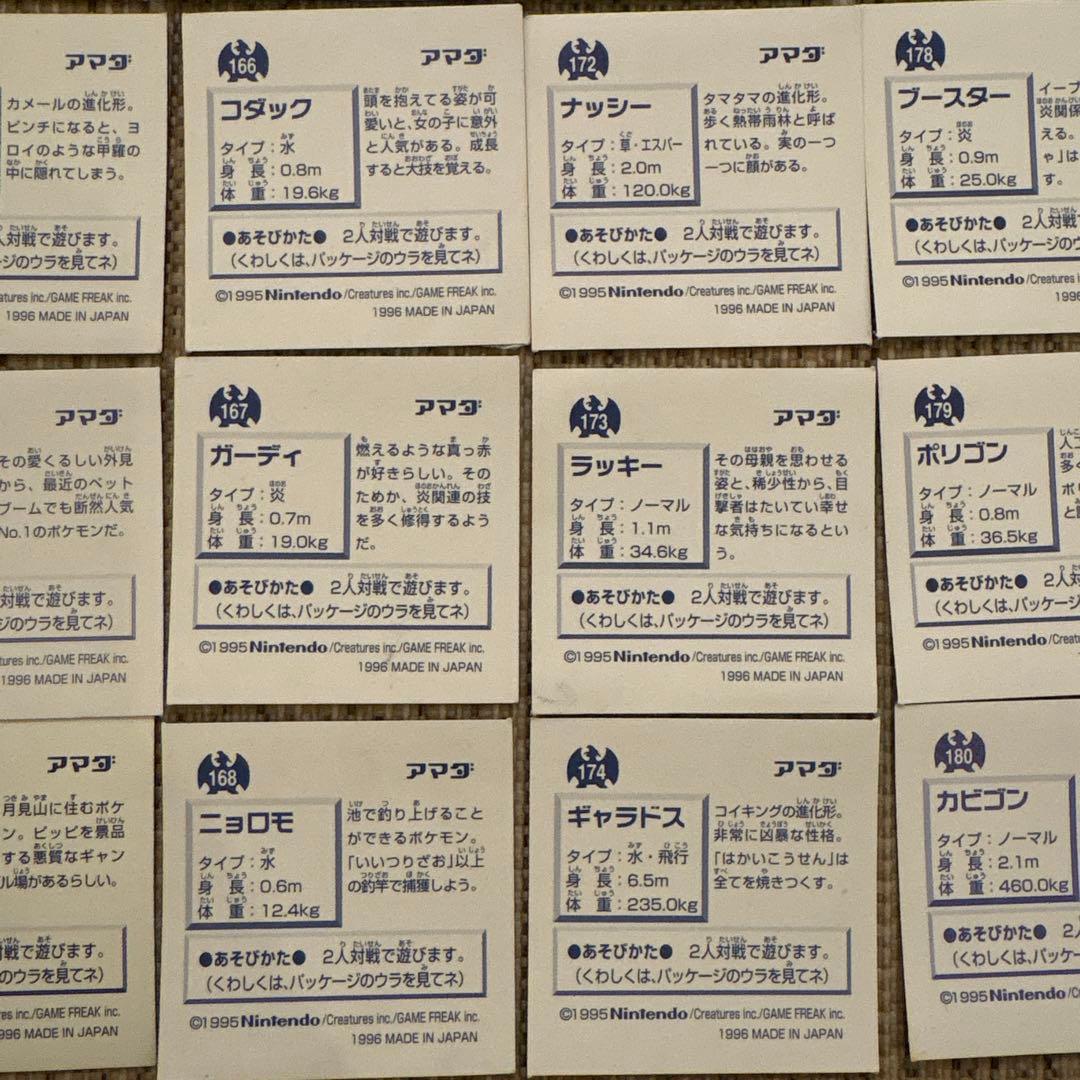 アマダ
カメールの進化形。
ピンチになると、ヨ
ロイのような甲羅の
中に隠れてしまう。
人対戦で遊びます。
ージのウラを見てネ)
atures inc./GAME FREAK inc.
1996 MADE IN JAPAN
166
アマダ
コダック
タイプ:水
身長:0.8m
体重:19.6kg
頭を抱えてる姿が可
愛いと、女の子に意外
と人気がある。成長
すると大技を覚える。
●あそびかた● 2人対戦で遊びます。
(くわしくは、パッケージのウラを見てネ)
©1995 Nintendo/Creatures inc./GAME FREAK inc.
1996 MADE IN JAPAN
172
アマダ
ナッシー
タイプ:草・エスパー
身長:2.0m
体重:120.0kg
タマタマの進化形。
歩く熱帯雨林と呼ば
れている。実の一つ
一つに顔がある。
●あそびかた● 2人対戦で遊びます。
(くわしくは、パッケージのウラを見てネ)
©1995 Nintendo/Creatures inc./GAME FREAK inc.
1996 MADE IN JAPAN
178
ブースター
タイプ:炎
身長:0.9m
体重:25.0kg
イーブ
炎関係
える。
ゃ」は
す。
●あそびかた● 2人対戦
(くわしくは、パッケージのウ
©1995 Nintendo/Creatures inc./GA
199
アマダ
その愛くるしい外見
から、最近のペット
ブームでも断然人気
No.1のポケモンだ。
対戦で遊びます。
ジのウラを見てネ)
tures inc./GAME FREAK inc.
1996 MADE IN JAPAN
167
アマダ
ガーディ
タイプ:炎
身長:0.7m
体重:19.0kg
燃えるような真っ赤
が好きらしい。その
ためか、炎関連の技
を多く修得するよう
だ。
●あそびかた● 2人対戦で遊びます。
(くわしくは、パッケージのウラを見てネ)
©1995 Nintendo/Creatures inc./GAME FREAK inc.
1996 MADE IN JAPAN
173
アマダ
ラッキー
タイプ:ノーマル
身長:1.1m
体重:34.6kg
その母親を思わせる
姿と、稀少性から、目
撃者はたいてい幸せ
な気持ちになるとい
う。
●あそびかた● 2人対戦で遊びます。
(くわしくは、パッケージのウラを見てネ)
©1995 Nintendo/Creatures inc./GAME FREAK inc.
1996 MADE IN JAPAN
179
ポリゴン
タイプ:ノーマル
身長:0.8m
体重:36.5kg
人工
多く
ポリ
●あそびかた● 2人対
(くわしくは、パッケージの
©1995 Nintendo/Creatures inc./G
アマダ
月見山に住むポケ
ン。ピッピを景品
する悪質なギャン
ル場があるらしい。
戦で遊びます。
のウラを見てネ)
res inc./GAME FREAK inc.
996 MADE IN JAPAN
168
アマダ
ニョロモ
タイプ:水
身長:0.6m
体重:12.4kg
池で釣り上げること
ができるポケモン。
「いいつりざお」以上
の釣竿で捕獲しよう。
●あそびかた● 2人対戦で遊びます。
(くわしくは、パッケージのウラを見てネ)
©1995 Nintendo/Creatures inc./GAME FREAK inc.
1996 MADE IN JAPAN
174
アマダ
ギャラドス
タイプ:水・飛行
身長:6.5m
体重:235.0kg
コイキングの進化形。
非常に凶暴な性格。
「はかいこうせん」は
全てを焼きつくす。
●あそびかた● 2人対戦で遊びます。
(くわしくは、パッケージのウラを見てネ)
©1995 Nintendo/Creatures inc./GAME FREAK inc.
1996 MADE IN JAPAN
180
カビゴン
タイプ:ノーマル
身長:2.1m
体重:460.0kg
●あそびかた● 2人
(くわしくは、パッケー
©1995 Nintendo/C